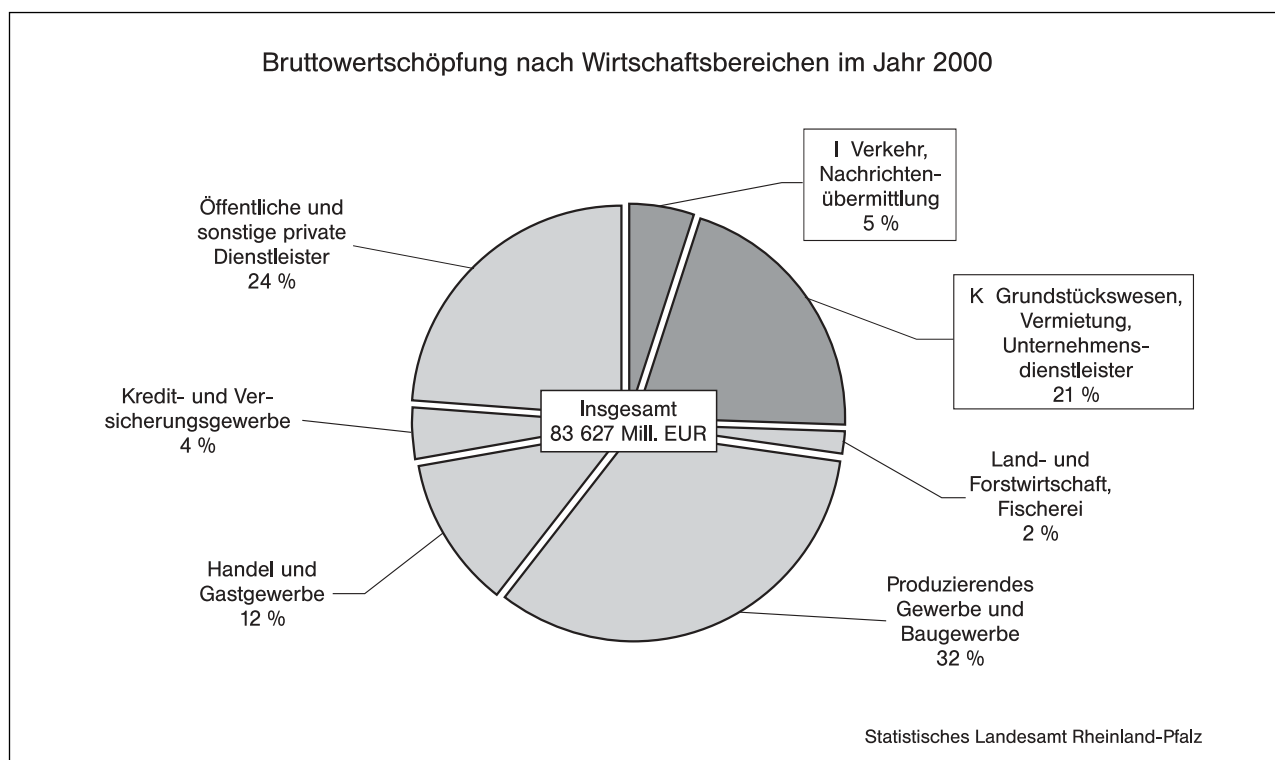 Bruttowertschöpfung nach Wirtschaftsbereichen im Jahr 2000
I Verkehr,
Nachrichten-
übermittlung
5 %
Öffentliche und
sonstige private
Dienstleister
24 %
K Grundstückswesen,
Vermietung,
Unternehmens-
dienstleister
21 %
Kredit- und Ver-
sicherungsgewerbe
4 %
Insgesamt
83 627 Mill. EUR
Land- und
Forstwirtschaft,
Fischerei
2 %
Handel und
Gastgewerbe
12 %
Produzierendes
Gewerbe und
Baugewerbe
32 %
Statistisches Landesamt Rheinland-Pfalz